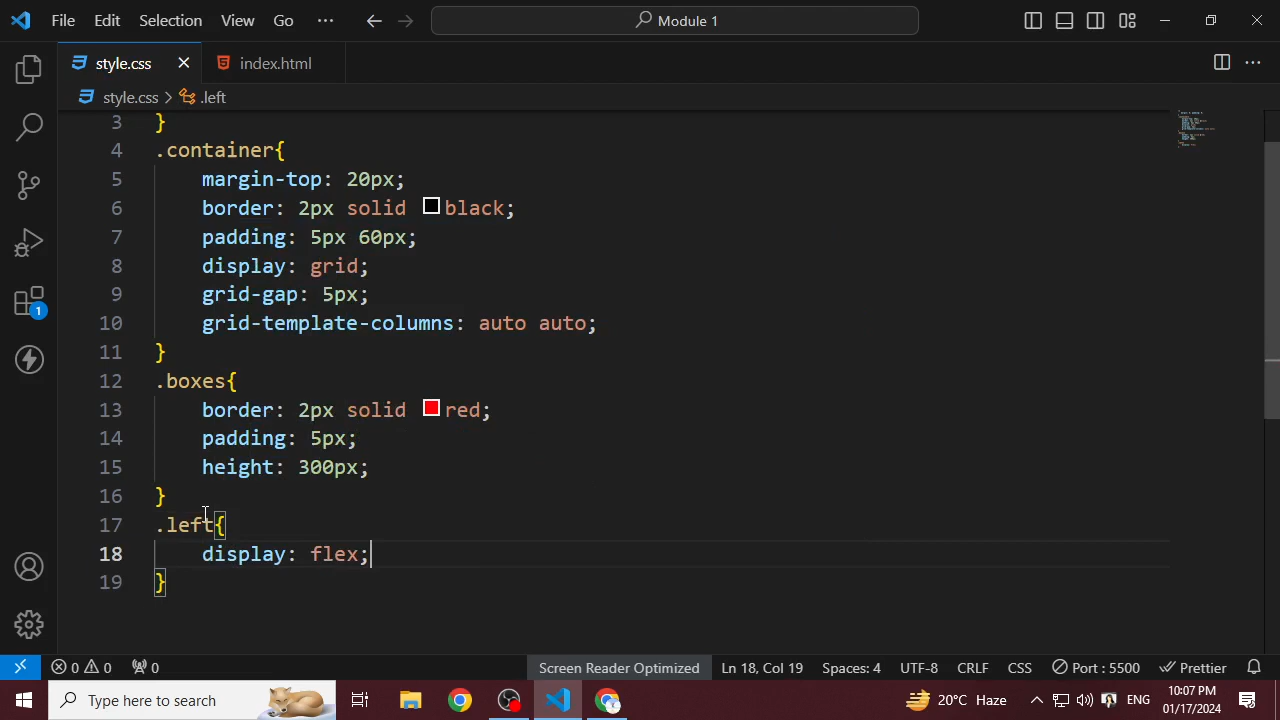 File Edit Selection View Go ··· Module 1
style.css index.html
style.css > .left
3 }
4 .container{
5 margin-top: 20px;
6 border: 2px solid black;
7 padding: 5px 60px;
8 display: grid;
9 grid-gap: 5px;
10 grid-template-columns: auto auto;
11 }
12 .boxes{
13 border: 2px solid red;
14 padding: 5px;
15 height: 300px;
16 }
17 .left{
18 display: flex;
19 }
1
0 0 0 Screen Reader Optimized Ln 18, Col 19 Spaces: 4 UTF-8 CRLF CSS Port : 5500 Prettier
Type here to search 20°C Haze ENG 10:07 PM
01/17/2024